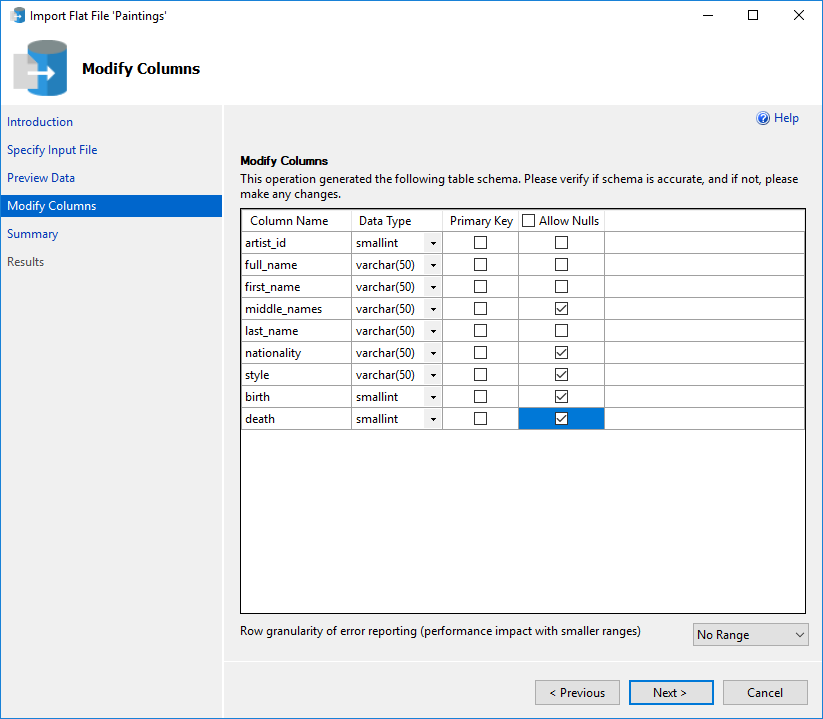 Import Flat File 'Paintings'
Modify Columns
Introduction
Specify Input File
Preview Data
Modify Columns
Summary
Results
Help
Modify Columns
This operation generated the following table schema. Please verify if schema is accurate, and if not, please
make any changes.
Column Name Data Type Primary Key Allow Nulls
artist_id smallint
full_name varchar(50)
first_name varchar(50)
middle_names varchar(50)
last_name varchar(50)
nationality varchar(50)
style varchar(50)
birth smallint
death smallint
Row granularity of error reporting (performance impact with smaller ranges) No Range
< Previous Next > Cancel